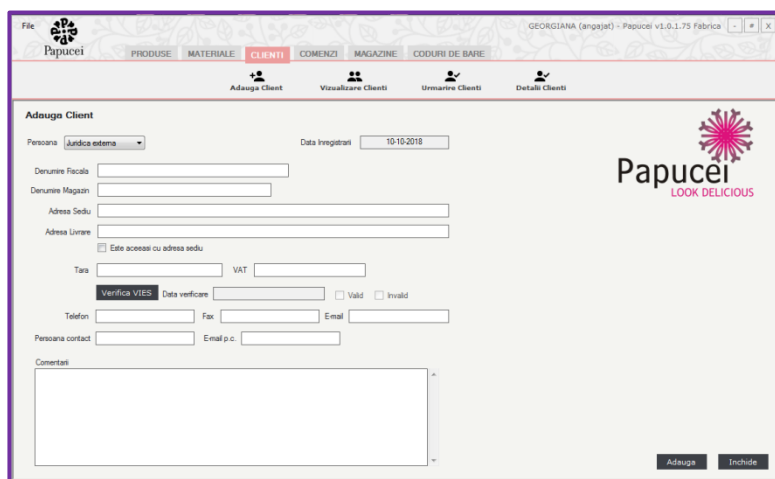 File
GEORGIANA (angajat) - Papucei v1.0.1.75 Fabrica - # X
Papucei
PRODUSE MATERIALE CLIENTI COMENZI MAGAZINE CODURI DE BARE
Adauga Client Vizualizare Clienti Urmarire Clienti Detalii Clienti
Adauga Client
Persoana Juridica externa Data Inregistrarii 10-10-2018
Papucei
LOOK DELICIOUS
Denumire Fiscala
Denumire Magazin
Adresa Sediu
Adresa Livrare
Este aceeasi cu adresa sediu
Tara VAT
Verifica VIES Data verificare Valid Invalid
Telefon Fax E-mail
Persoana contact E-mail p.c.
Comentarii
Adauga Inchide